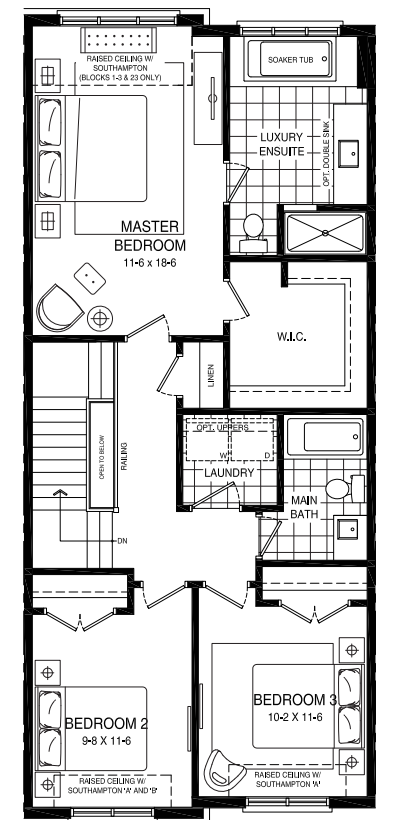 RAISED CEILING W/
SOUTHAMPTON
(BLOCKS 1-3 & 23 ONLY)
SOAKER TUB
LUXURY
ENSUITE
OPT. DOUBLE SINK
MASTER
BEDROOM
11-6 x 18-6
W.I.C.
LINEN
OPEN TO BELOW
RAILING
OPT. UPPERS
W
D
LAUNDRY
MAIN
BATH
DN
BEDROOM 2
9-8 X 11-6
RAISED CEILING W/
SOUTHAMPTON 'A' AND 'B'
BEDROOM 3
10-2 X 11-6
RAISED CEILING W/
SOUTHAMPTON 'A'